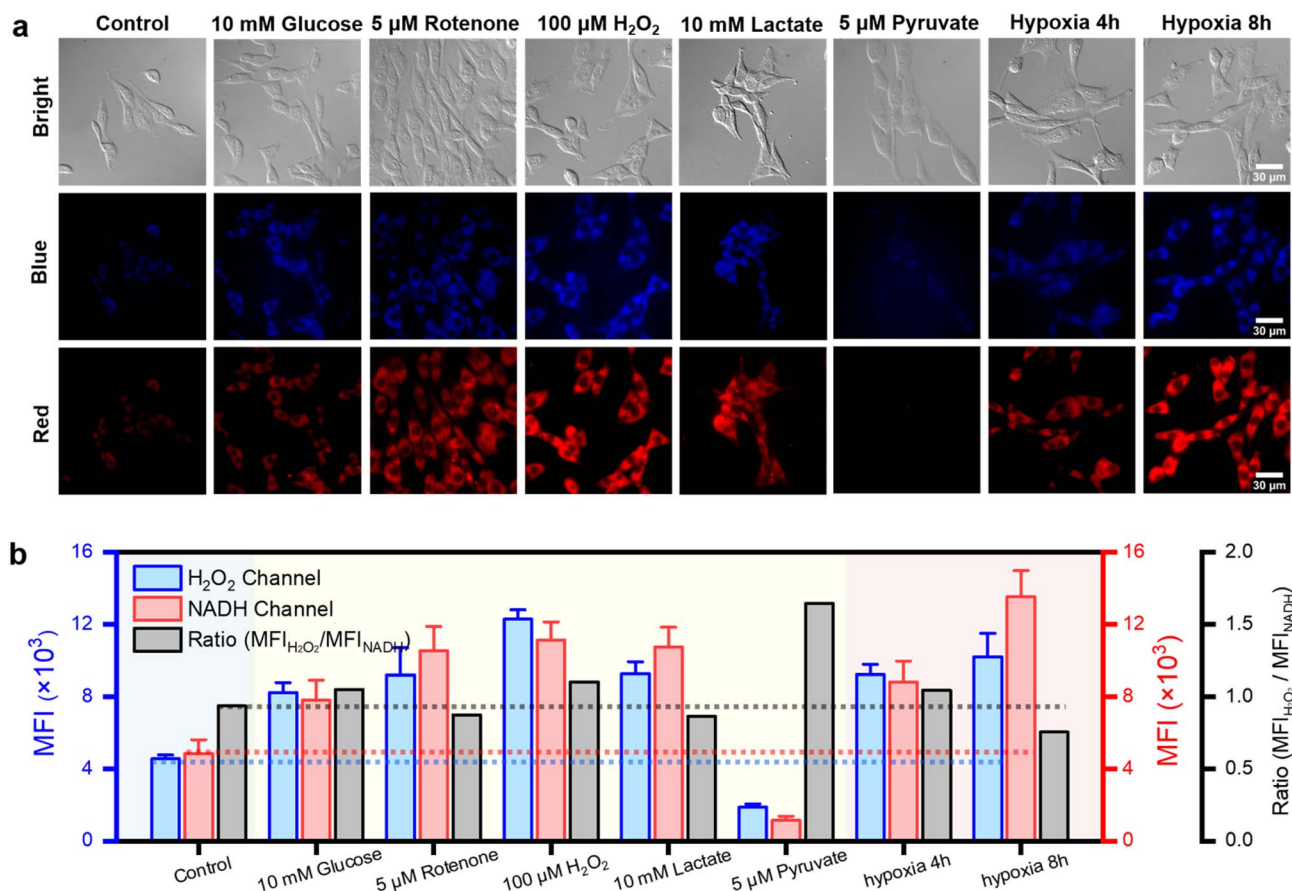 a
Control 10 mM Glucose 5 µM Rotenone 100 µM H₂O₂ 10 mM Lactate 5 µM Pyruvate Hypoxia 4h Hypoxia 8h
Bright
30 µm
Blue
30 µm
Red
30 µm
b
16 16 2.0
H₂O₂ Channel
NADH Channel
Ratio (MFI_H₂O₂/MFI_NADH)
12 12 1.5
8 8 1.0
4 4 0.5
0 0 0.0
MFI (×10³)
MFI (×10³)
Ratio (MFI_H₂O₂ / MFI_NADH)
Control 10 mM Glucose 5 µM Rotenone 100 µM H₂O₂ 10 mM Lactate 5 µM Pyruvate hypoxia 4h hypoxia 8h